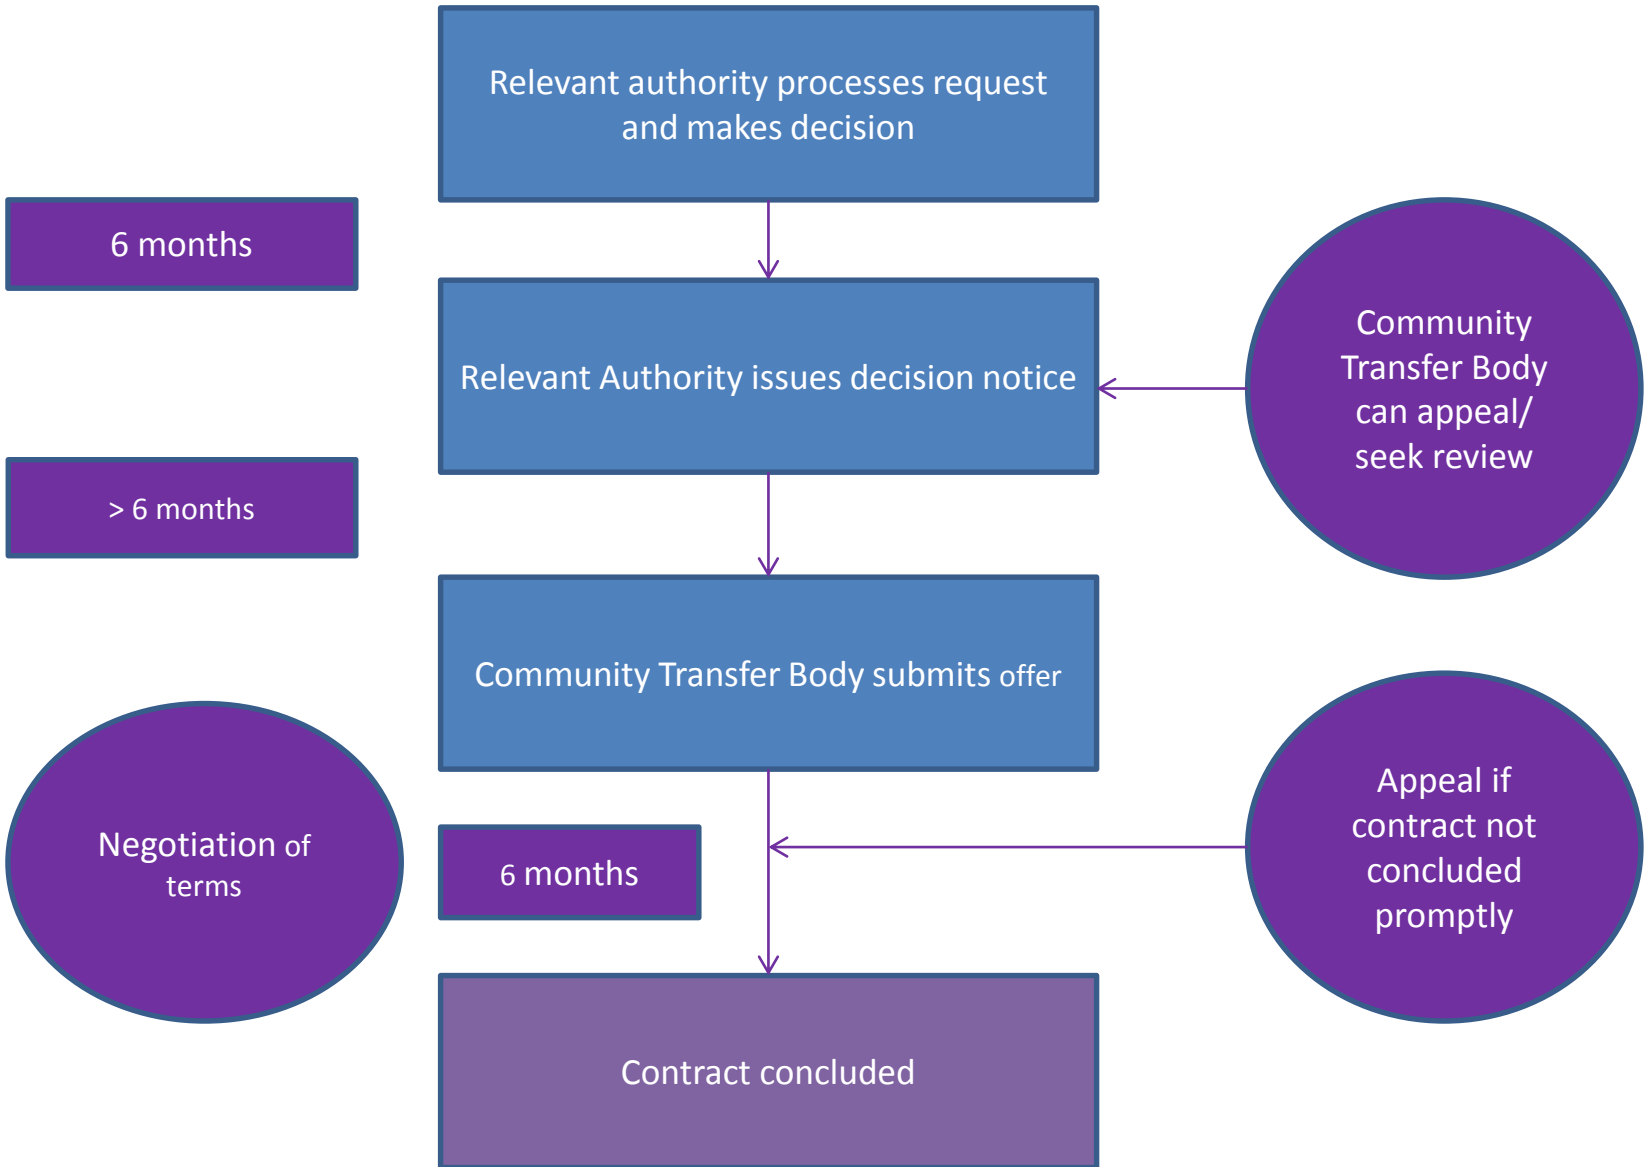 Relevant authority processes request
and makes decision
6 months
Relevant Authority issues decision notice
Community
Transfer Body
can appeal/
seek review
> 6 months
Community Transfer Body submits offer
Negotiation of
terms
6 months
Appeal if
contract not
concluded
promptly
Contract concluded